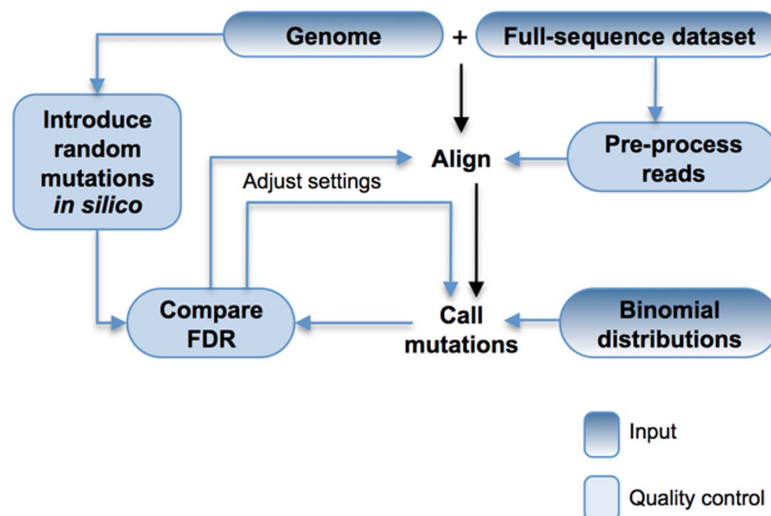 Genome + Full-sequence dataset
Introduce
random
mutations
in silico
Align
Pre-process
reads
Adjust settings
Compare
FDR
Call
mutations
Binomial
distributions
Input
Quality control